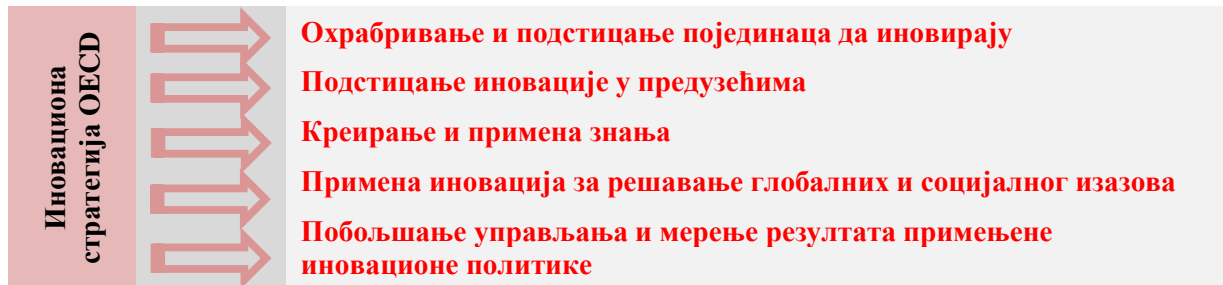 Иновациона
стратегија OECD
Охрабривање и подстицање појединаца да иновирају
Подстицање иновације у предузећима
Креирање и примена знања
Примена иновација за решавање глобалних и социјалног изазова
Побољшање управљања и мерење резултата примењене
иновационе политике